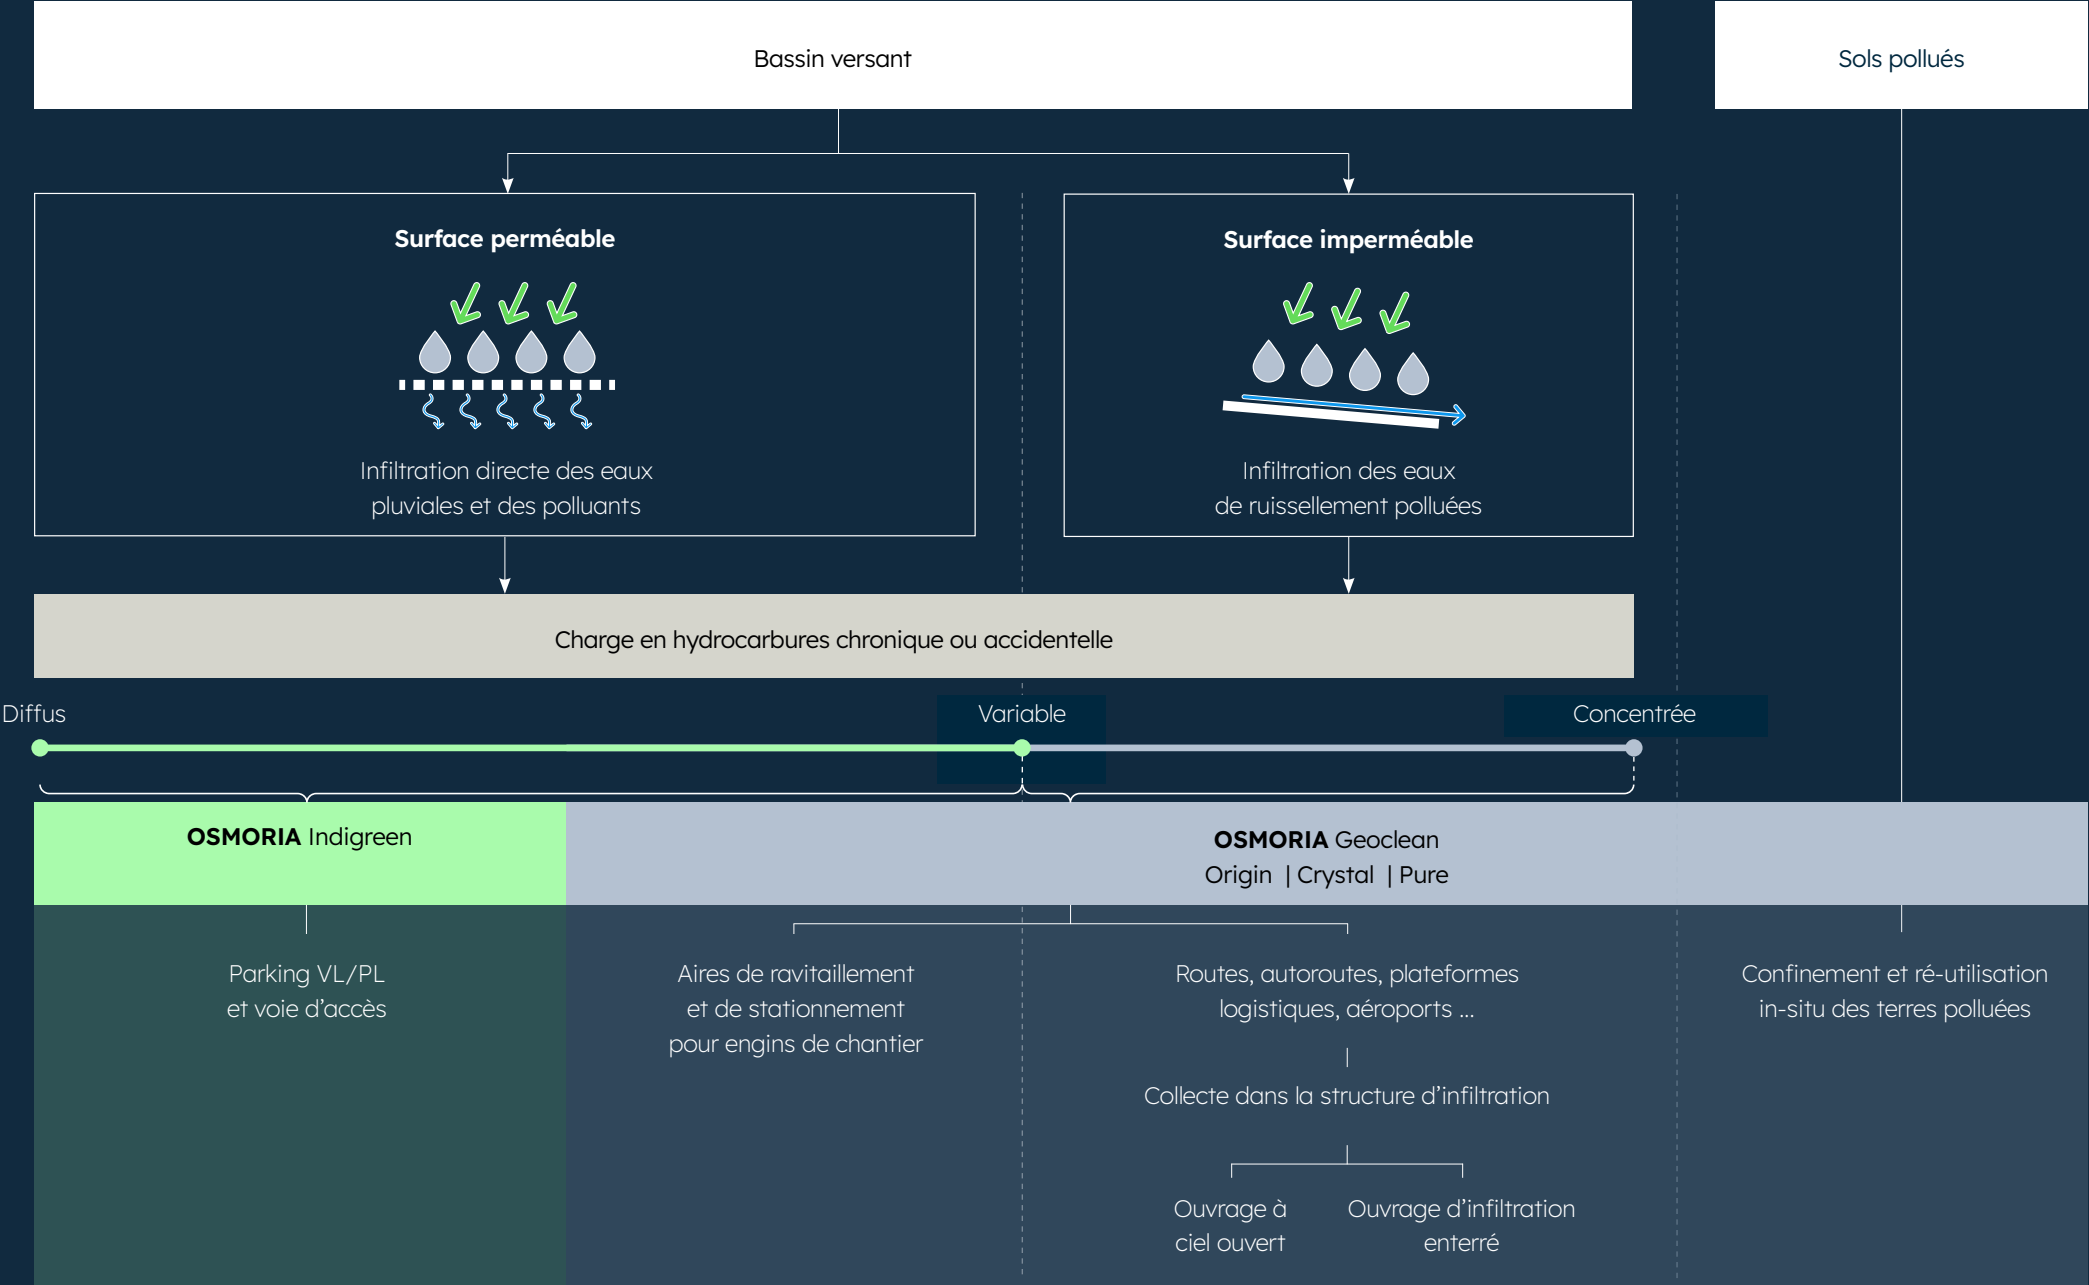 Bassin versant
Sols pollués
Surface perméable
Surface imperméable
Infiltration directe des eaux
pluviales et des polluants
Infiltration des eaux
de ruissellement polluées
Charge en hydrocarbures chronique ou accidentelle
Diffus
Variable
Concentrée
OSMORIA Indigreen
OSMORIA Geoclean
Origin | Crystal | Pure
Parking VL/PL
et voie d’accès
Aires de ravitaillement
et de stationnement
pour engins de chantier
Routes, autoroutes, plateformes
logistiques, aéroports ...
Collecte dans la structure d’infiltration
Ouvrage à
ciel ouvert
Ouvrage d’infiltration
enterré
Confinement et ré-utilisation
in-situ des terres polluées